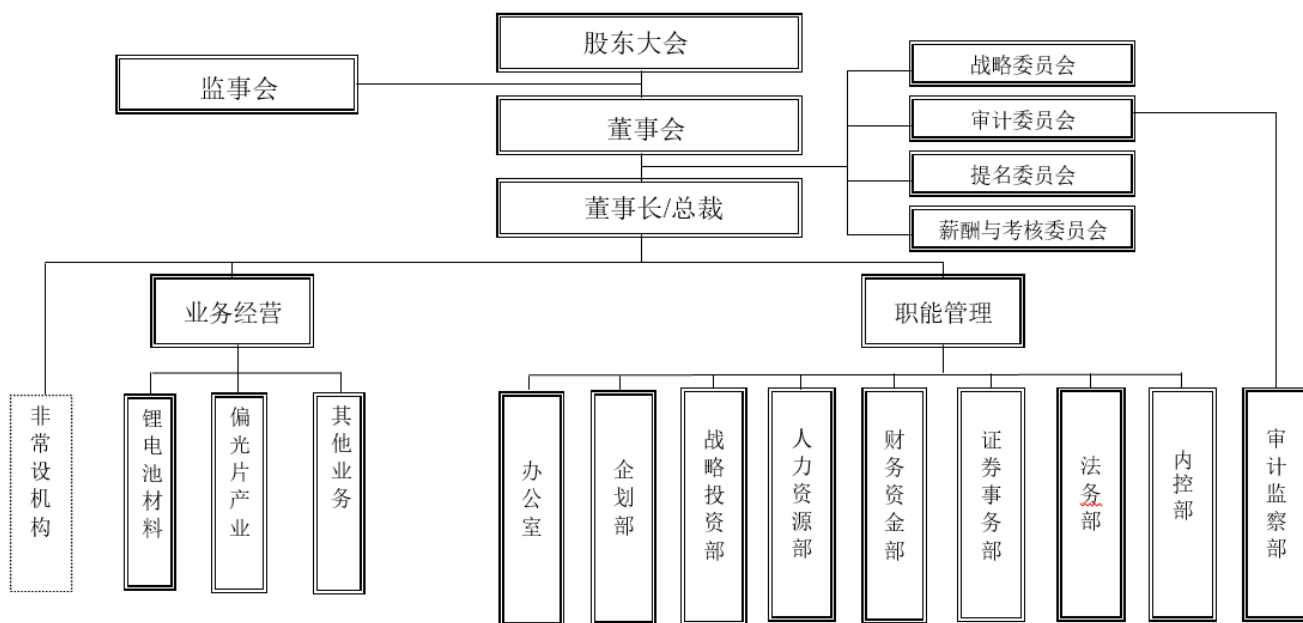 股东大会
监事会
董事会
董事长/总裁
战略委员会
审计委员会
提名委员会
薪酬与考核委员会
业务经营
职能管理
非常设机构
锂电池材料
偏光片产业
其他业务
办公室
企划部
战略投资部
人力资源部
财务资金部
证券事务部
法务部
内控部
审计监察部